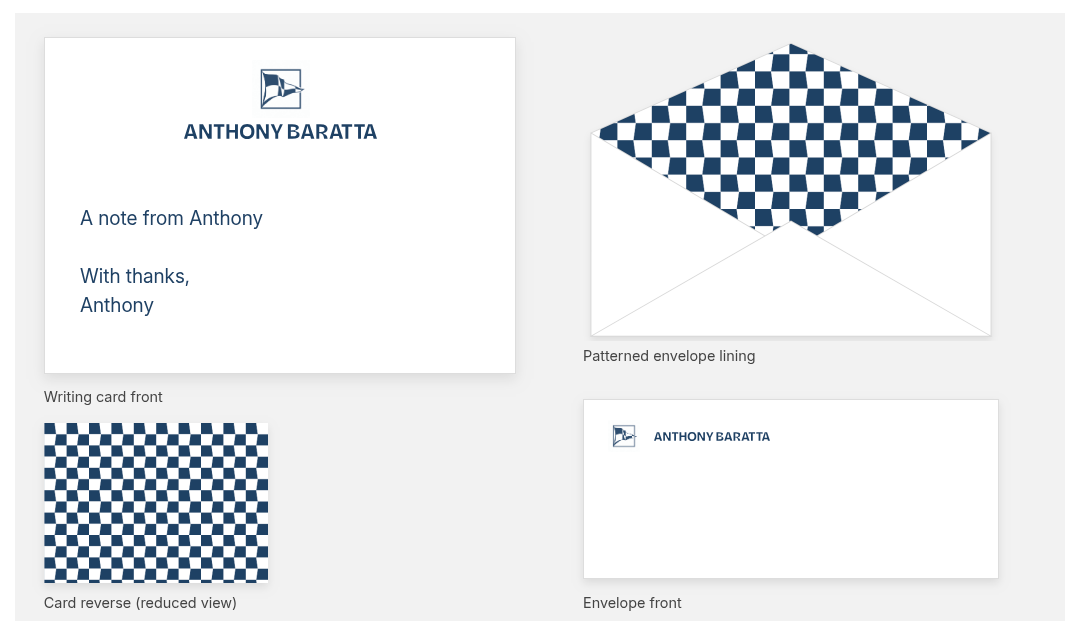 ANTHONY BARATTA
A note from Anthony
With thanks,
Anthony
Writing card front
Card reverse (reduced view)
Patterned envelope lining
ANTHONY BARATTA
Envelope front